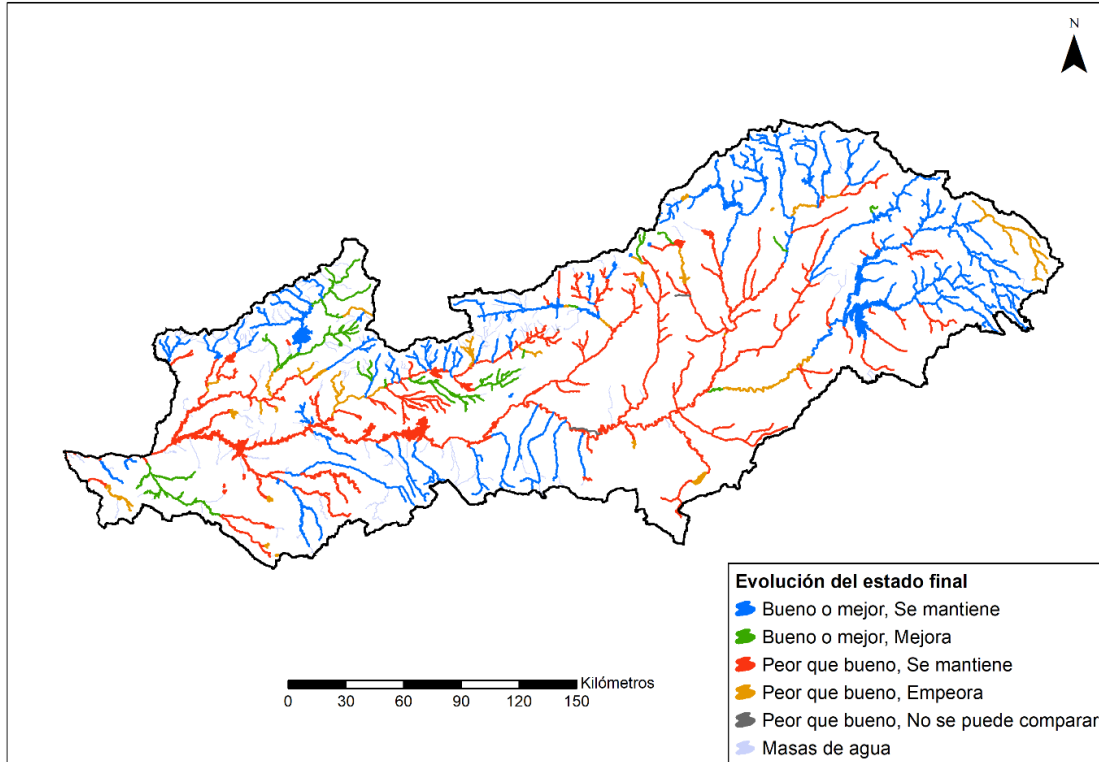 N
Kilómetros
0 30 60 90 120 150
Evolución del estado final
Bueno o mejor, Se mantiene
Bueno o mejor, Mejora
Peor que bueno, Se mantiene
Peor que bueno, Empeora
Peor que bueno, No se puede comparar
Masas de agua